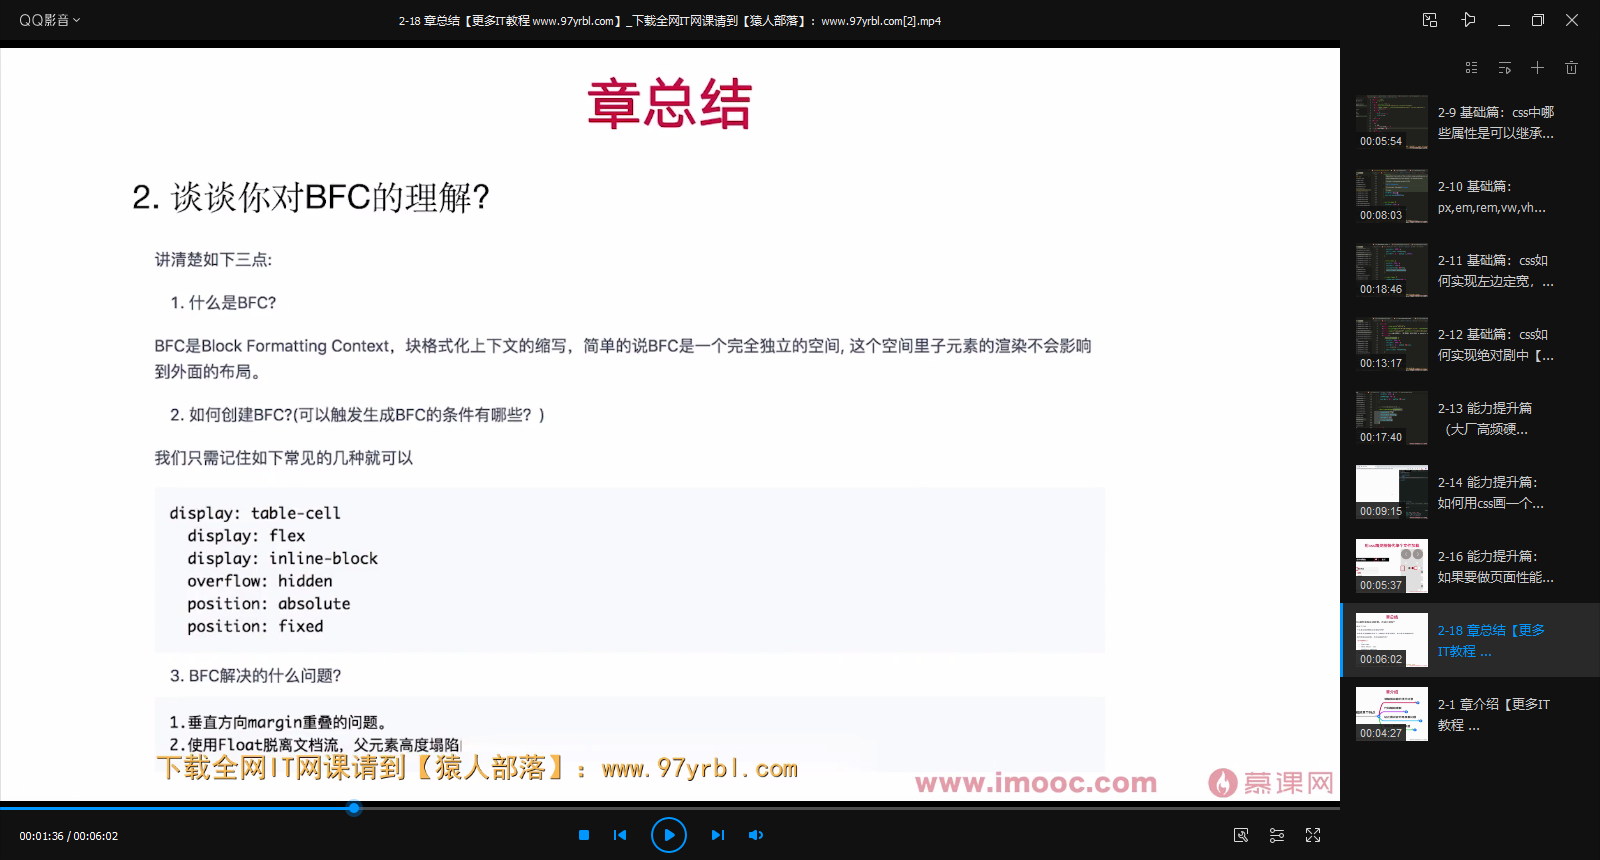 QQ影音
2-18 章总结【更多IT教程 www.97yrbl.com】_下载全网IT网课请到【猿人部落】：www.97yrbl.com[2].mp4
章总结
2. 谈谈你对BFC的理解?
讲清楚如下三点:
1. 什么是BFC?
BFC是Block Formatting Context，块格式化上下文的缩写，简单的说BFC是一个完全独立的空间, 这个空间里子元素的渲染不会影响
到外面的布局。
2. 如何创建BFC?(可以触发生成BFC的条件有哪些？)
我们只需记住如下常见的几种就可以
display: table-cell
display: flex
display: inline-block
overflow: hidden
position: absolute
position: fixed
3. BFC解决的什么问题?
1.垂直方向margin重叠的问题。
2.使用Float脱离文档流，父元素高度塌陷
下载全网IT网课请到【猿人部落】：www.97yrbl.com
www.imooc.com
慕课网
00:01:36 / 00:06:02
00:05:54
2-9 基础篇：css中哪
些属性是可以继承...
00:08:03
2-10 基础篇：
px,em,rem,vw,vh...
00:18:46
2-11 基础篇：css如
何实现左边定宽，...
00:13:17
2-12 基础篇：css如
何实现绝对剧中【...
00:17:40
2-13 能力提升篇
（大厂高频硬...
00:09:15
2-14 能力提升篇：
如何用css画一个...
00:05:37
2-16 能力提升篇：
如果要做页面性能...
00:06:02
2-18 章总结【更多
IT教程 ...
00:04:27
2-1 章介绍【更多IT
教程 ...